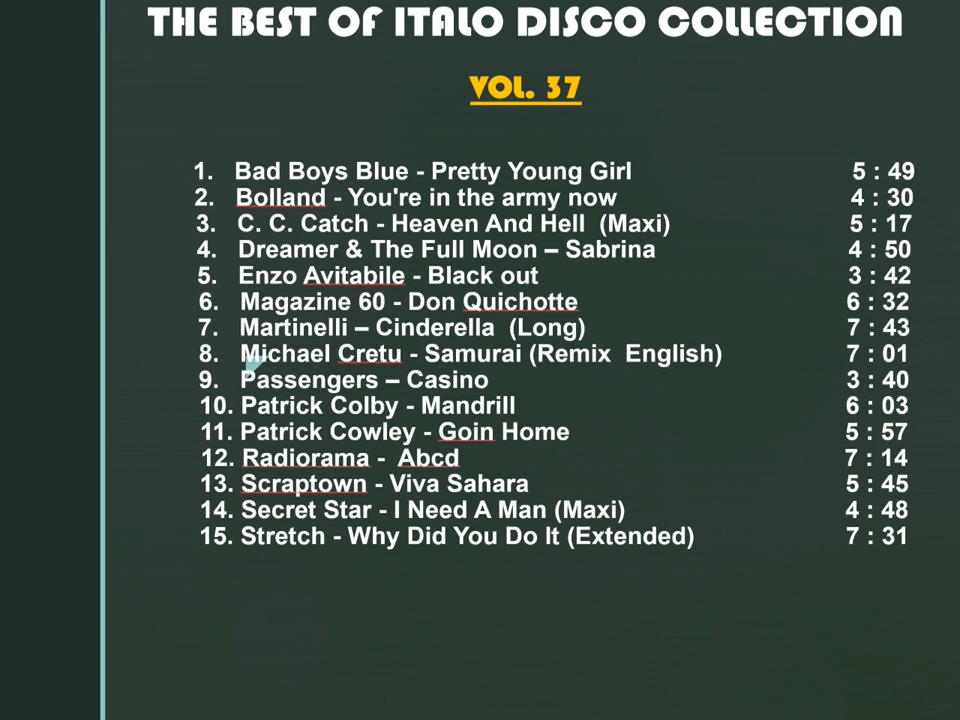 THE BEST OF ITALO DISCO COLLECTION
VOL. 37
1. Bad Boys Blue - Pretty Young Girl 5 : 49
2. Bolland - You're in the army now 4 : 30
3. C. C. Catch - Heaven And Hell (Maxi) 5 : 17
4. Dreamer & The Full Moon – Sabrina 4 : 50
5. Enzo Avitabile - Black out 3 : 42
6. Magazine 60 - Don Quichotte 6 : 32
7. Martinelli – Cinderella (Long) 7 : 43
8. Michael Cretu - Samurai (Remix English) 7 : 01
9. Passengers – Casino 3 : 40
10. Patrick Colby - Mandrill 6 : 03
11. Patrick Cowley - Goin Home 5 : 57
12. Radiorama - Abcd 7 : 14
13. Scraptown - Viva Sahara 5 : 45
14. Secret Star - I Need A Man (Maxi) 4 : 48
15. Stretch - Why Did You Do It (Extended) 7 : 31